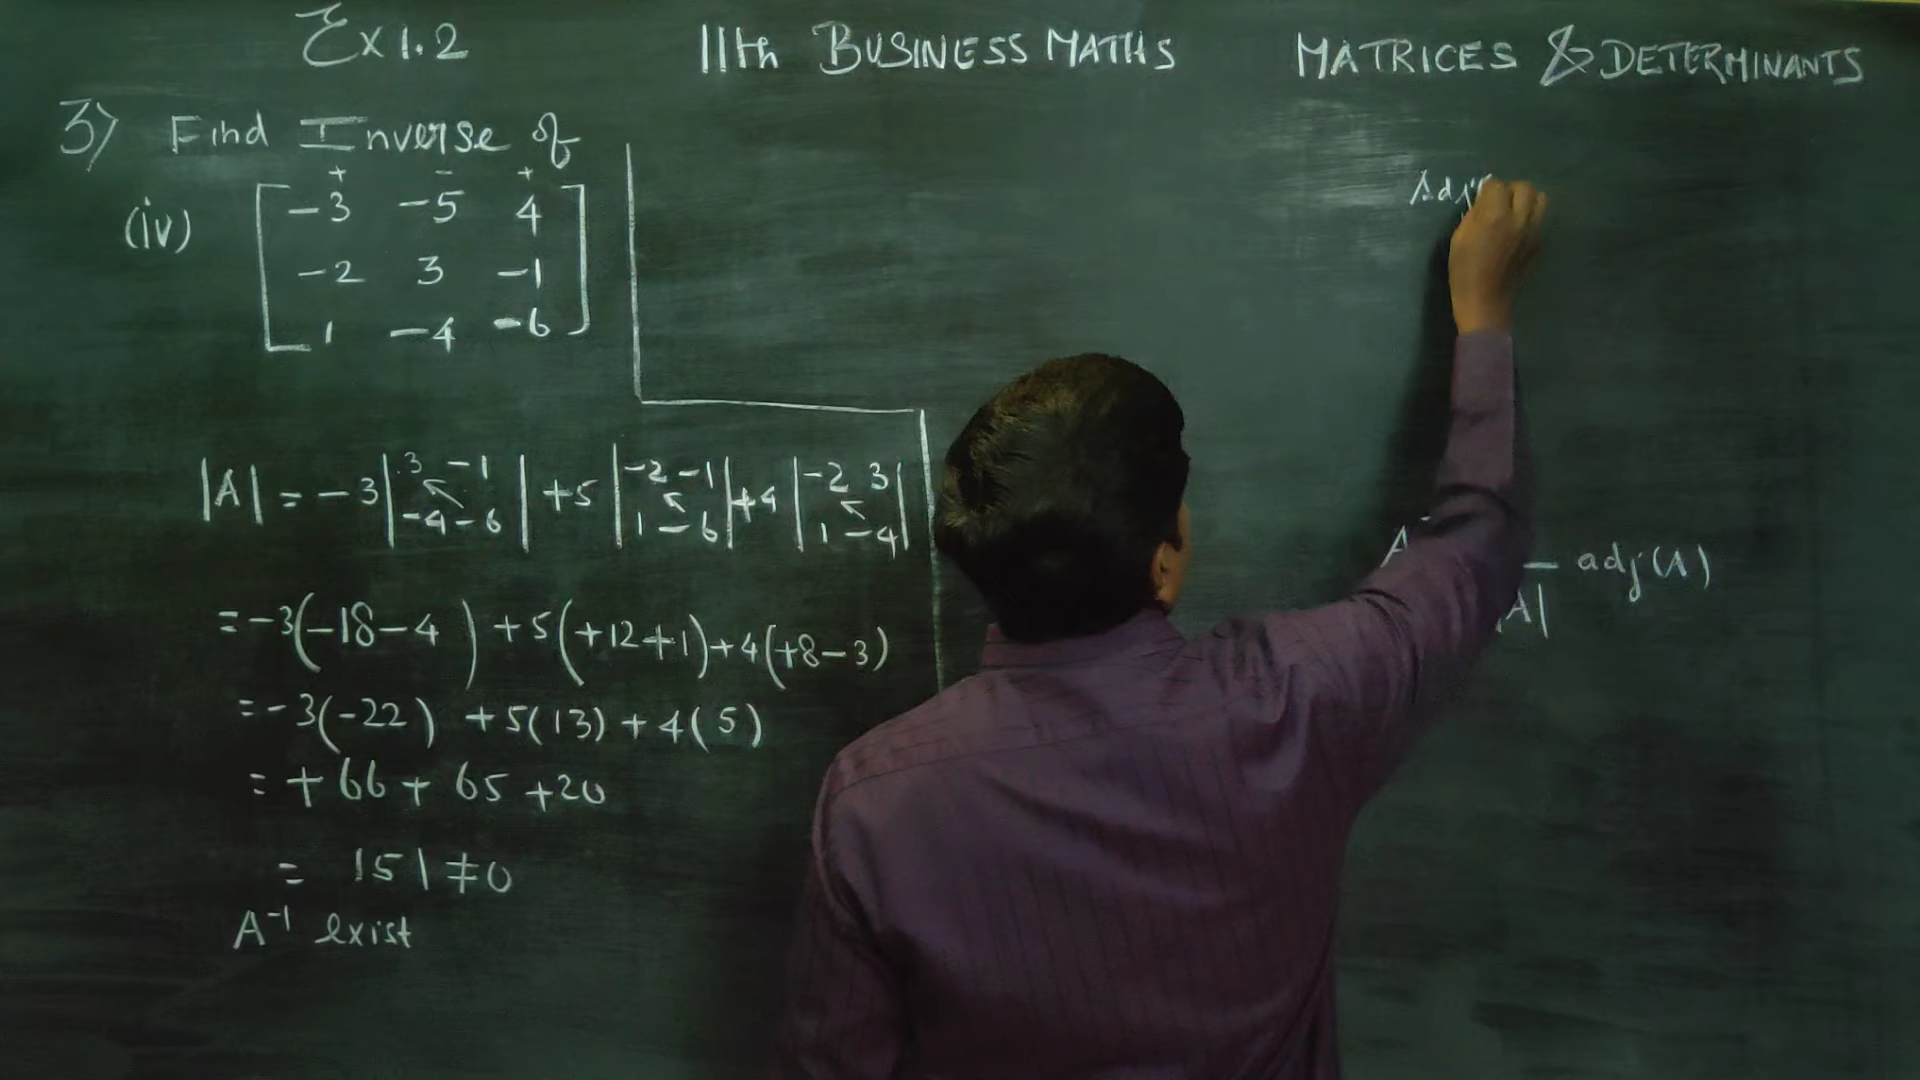 Ex 1.2
11th BUSINESS MATHS
MATRICES & DETERMINANTS
3) Find Inverse of
+ - +
(iv) [ -3 -5 4
-2 3 -1
1 -4 -6 ]
|A| = -3 | 3 -1 | +5 | -2 -1 | +4 | -2 3 |
-4 -6 1 -6 1 -4
= -3(-18-4) +5(+12+1)+4(+8-3)
= -3(-22) +5(13) + 4(5)
= +66 + 65 +20
= 151 ≠ 0
A⁻¹ exist
Adj
A
— adj(A)
A|